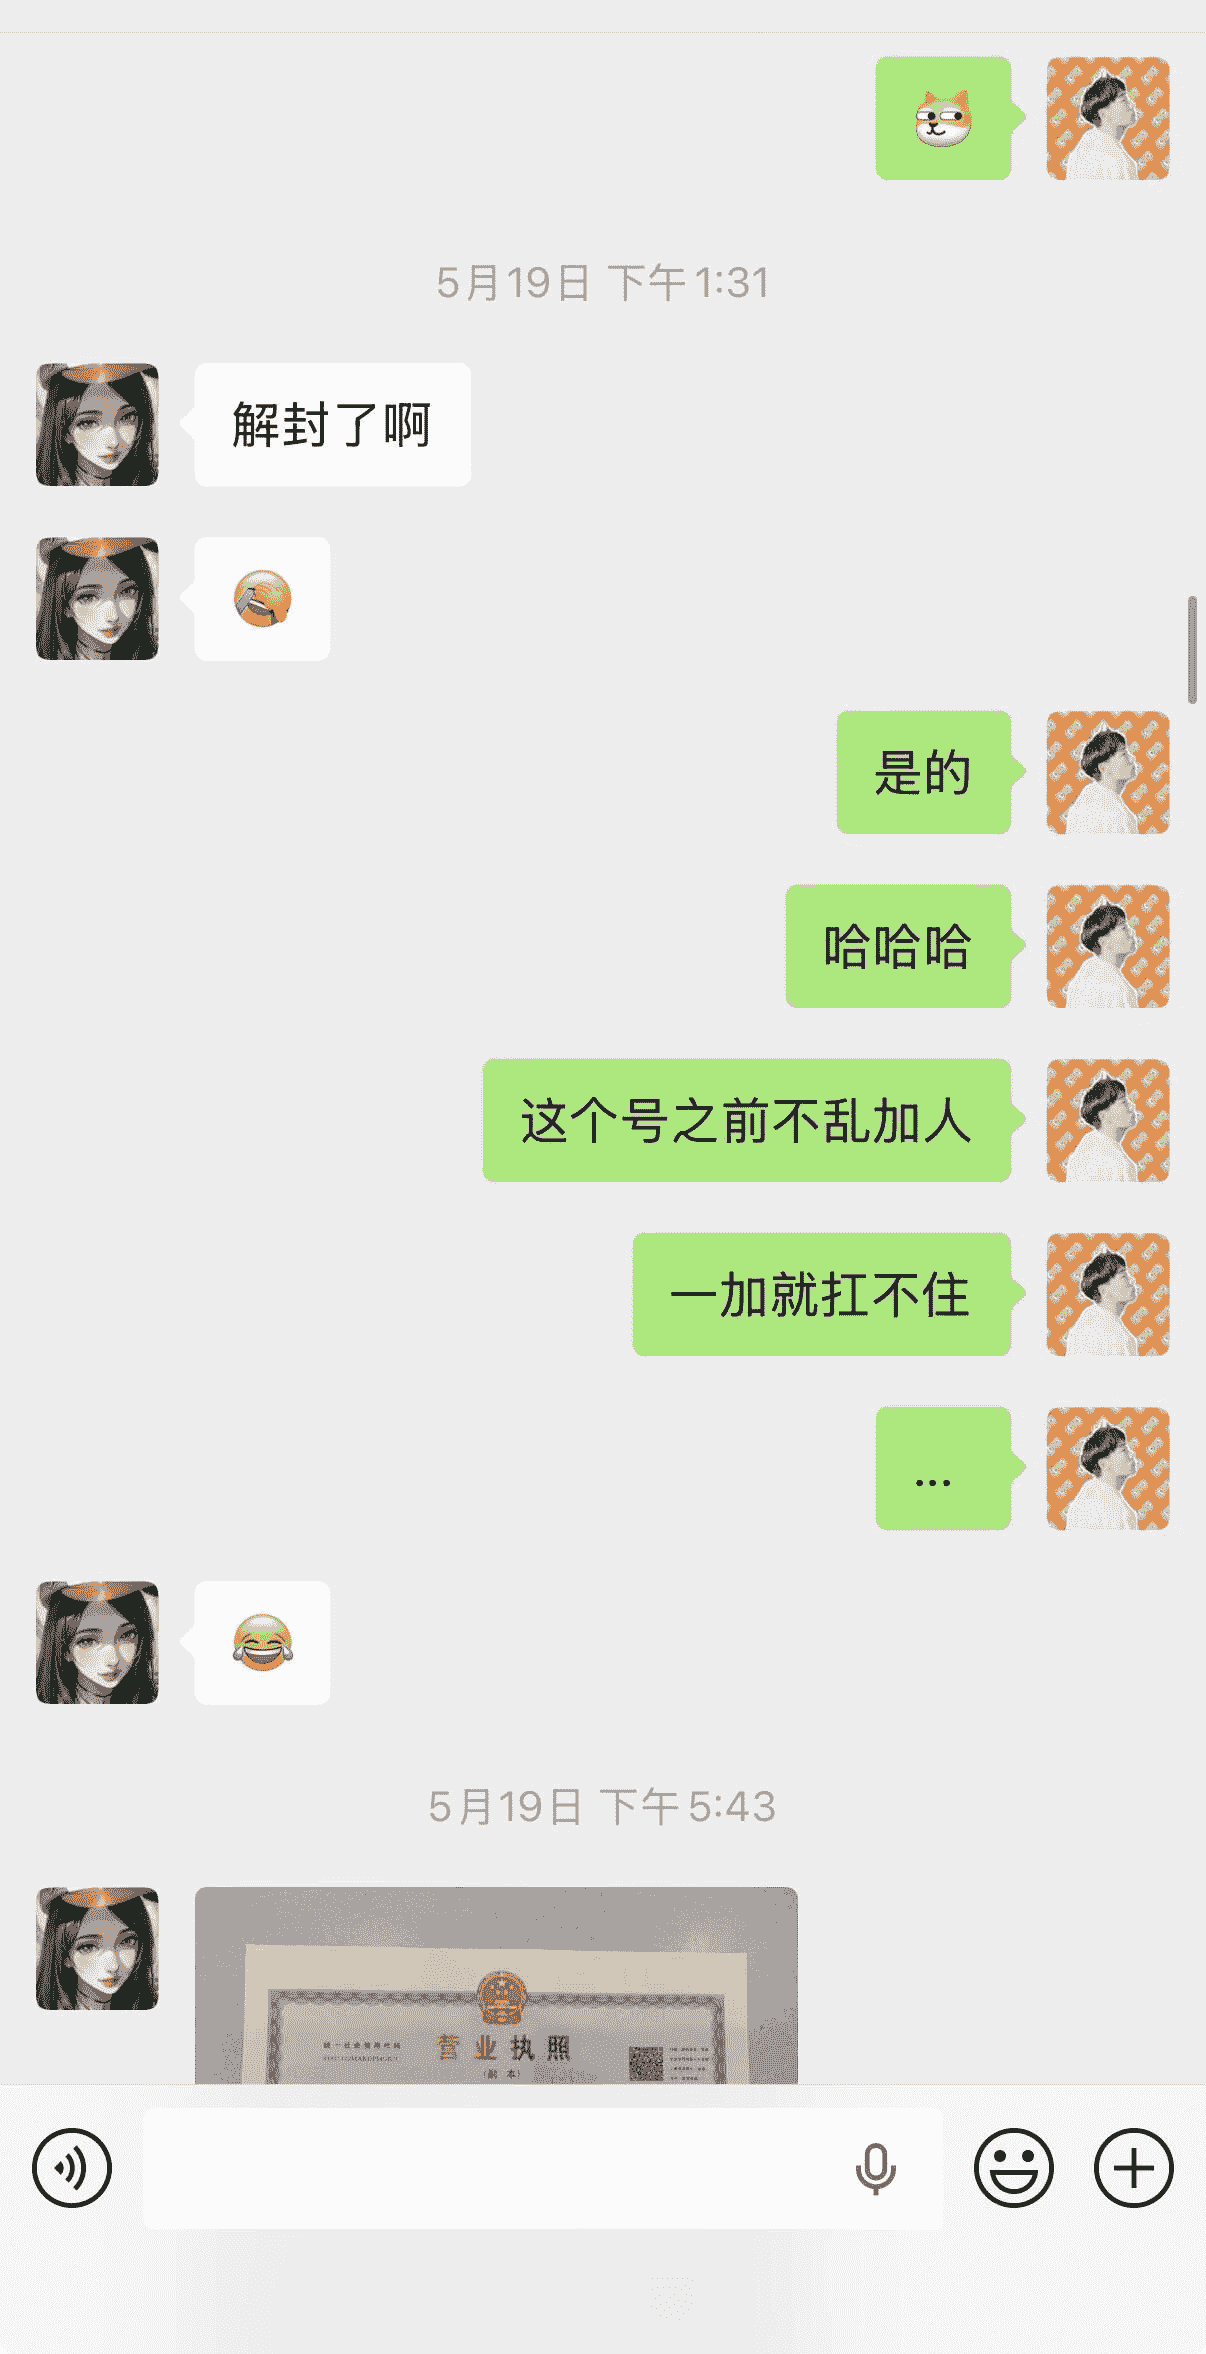 5月19日 下午1:31
解封了啊
是的
哈哈哈
这个号之前不乱加人
一加就扛不住
...
5月19日 下午5:43
营业执照
(副 本)